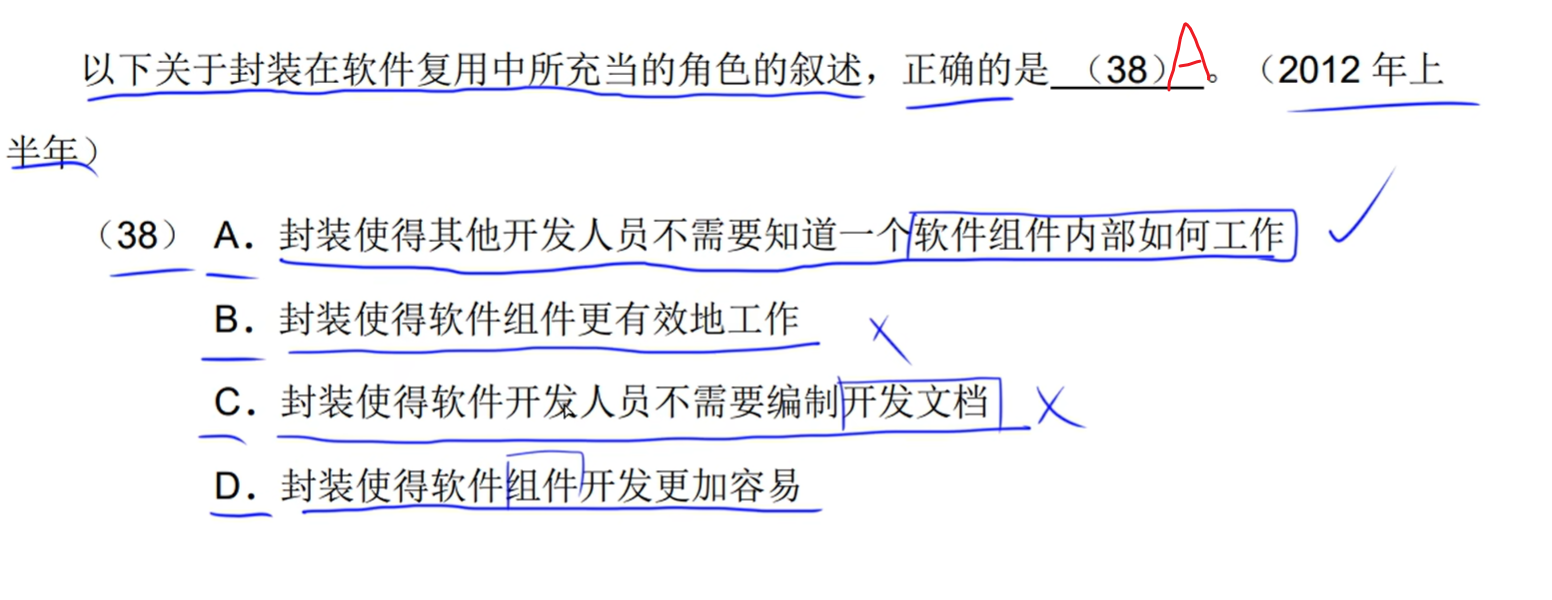 以下关于封装在软件复用中所充当的角色的叙述，正确的是 （38）A。（2012 年上
半年）
（38） A. 封装使得其他开发人员不需要知道一个软件组件内部如何工作
B. 封装使得软件组件更有效地工作
C. 封装使得软件开发人员不需要编制开发文档
D. 封装使得软件组件开发更加容易